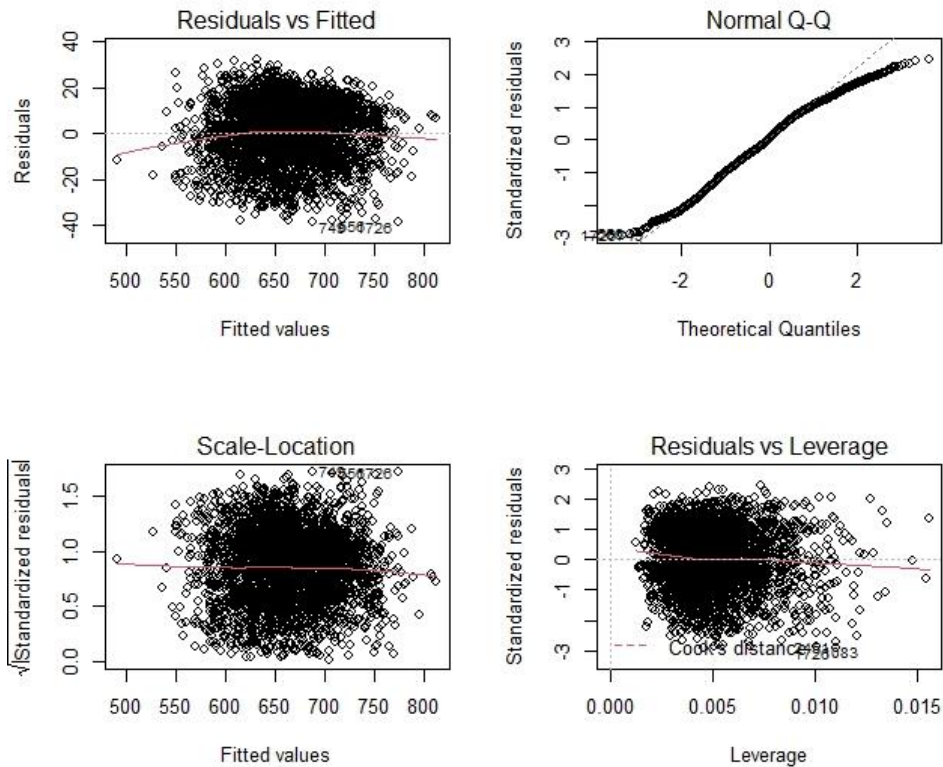 Residuals vs Fitted
Residuals
40
20
0
-20
-40
500 550 600 650 700 750 800
Fitted values
Normal Q-Q
Standardized residuals
3
2
1
0
-1
-3
-2 0 2
Theoretical Quantiles
Scale-Location
√|Standardized residuals|
1.5
1.0
0.5
0.0
500 550 600 650 700 750 800
Fitted values
Residuals vs Leverage
Standardized residuals
3
2
1
0
-1
-3
Cook's distance
0.000 0.005 0.010 0.015
Leverage